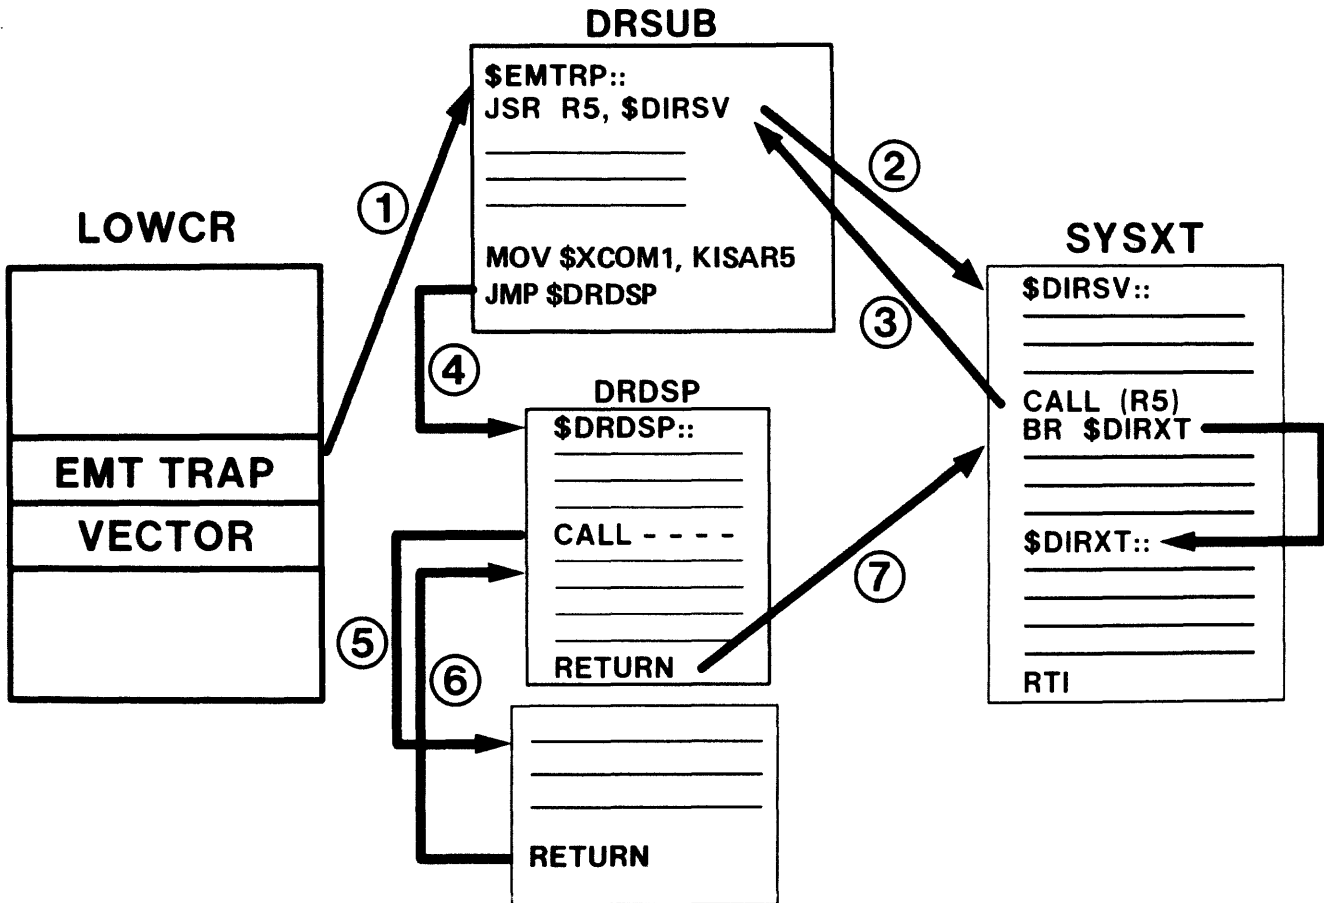 DRSUB
$EMTRP::
JSR R5, $DIRSV
MOV $XCOM1, KISAR5
JMP $DRDSP
①
②
③
④
LOWCR
EMT TRAP
VECTOR
DRDSP
$DRDSP::
CALL - - - -
RETURN
⑤
⑥
⑦
RETURN
SYSXT
$DIRSV::
CALL (R5)
BR $DIRXT
$DIRXT::
RTI